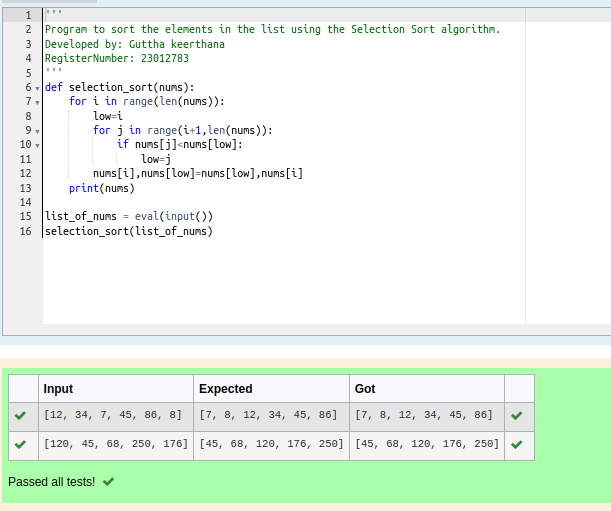 1 '''
2 Program to sort the elements in the list using the Selection Sort algorithm.
3 Developed by: Guttha keerthana
4 RegisterNumber: 23012783
5 '''
6 def selection_sort(nums):
7     for i in range(len(nums)):
8         low=i
9         for j in range(i+1,len(nums)):
10             if nums[j]<nums[low]:
11                 low=j
12         nums[i],nums[low]=nums[low],nums[i]
13     print(nums)
14
15 list_of_nums = eval(input())
16 selection_sort(list_of_nums)
Input Expected Got
[12, 34, 7, 45, 86, 8] [7, 8, 12, 34, 45, 86] [7, 8, 12, 34, 45, 86]
[120, 45, 68, 250, 176] [45, 68, 120, 176, 250] [45, 68, 120, 176, 250]
Passed all tests!